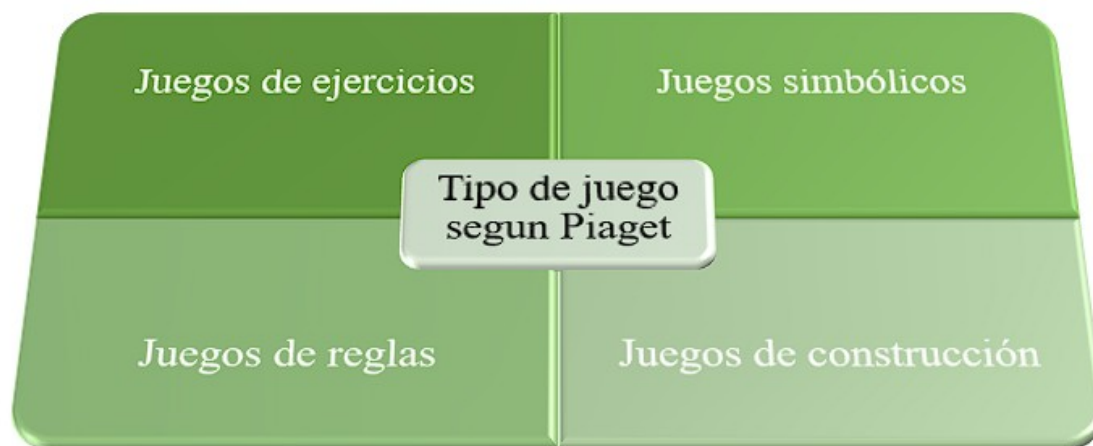 Juegos de ejercicios
Juegos simbólicos
Tipo de juego
segun Piaget
Juegos de reglas
Juegos de construcción